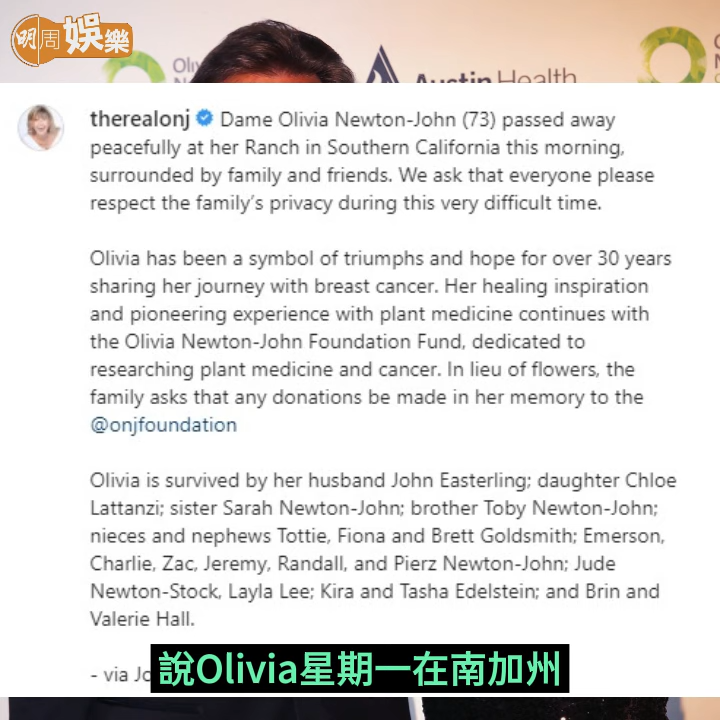 明周娛樂
Austin Health
therealonj Dame Olivia Newton-John (73) passed away
peacefully at her Ranch in Southern California this morning,
surrounded by family and friends. We ask that everyone please
respect the family's privacy during this very difficult time.
Olivia has been a symbol of triumphs and hope for over 30 years
sharing her journey with breast cancer. Her healing inspiration
and pioneering experience with plant medicine continues with
the Olivia Newton-John Foundation Fund, dedicated to
researching plant medicine and cancer. In lieu of flowers, the
family asks that any donations be made in her memory to the
@onjfoundation
Olivia is survived by her husband John Easterling; daughter Chloe
Lattanzi; sister Sarah Newton-John; brother Toby Newton-John;
nieces and nephews Tottie, Fiona and Brett Goldsmith; Emerson,
Charlie, Zac, Jeremy, Randall, and Pierz Newton-John; Jude
Newton-Stock, Layla Lee; Kira and Tasha Edelstein; and Brin and
Valerie Hall.
- via
說Olivia星期一在南加州